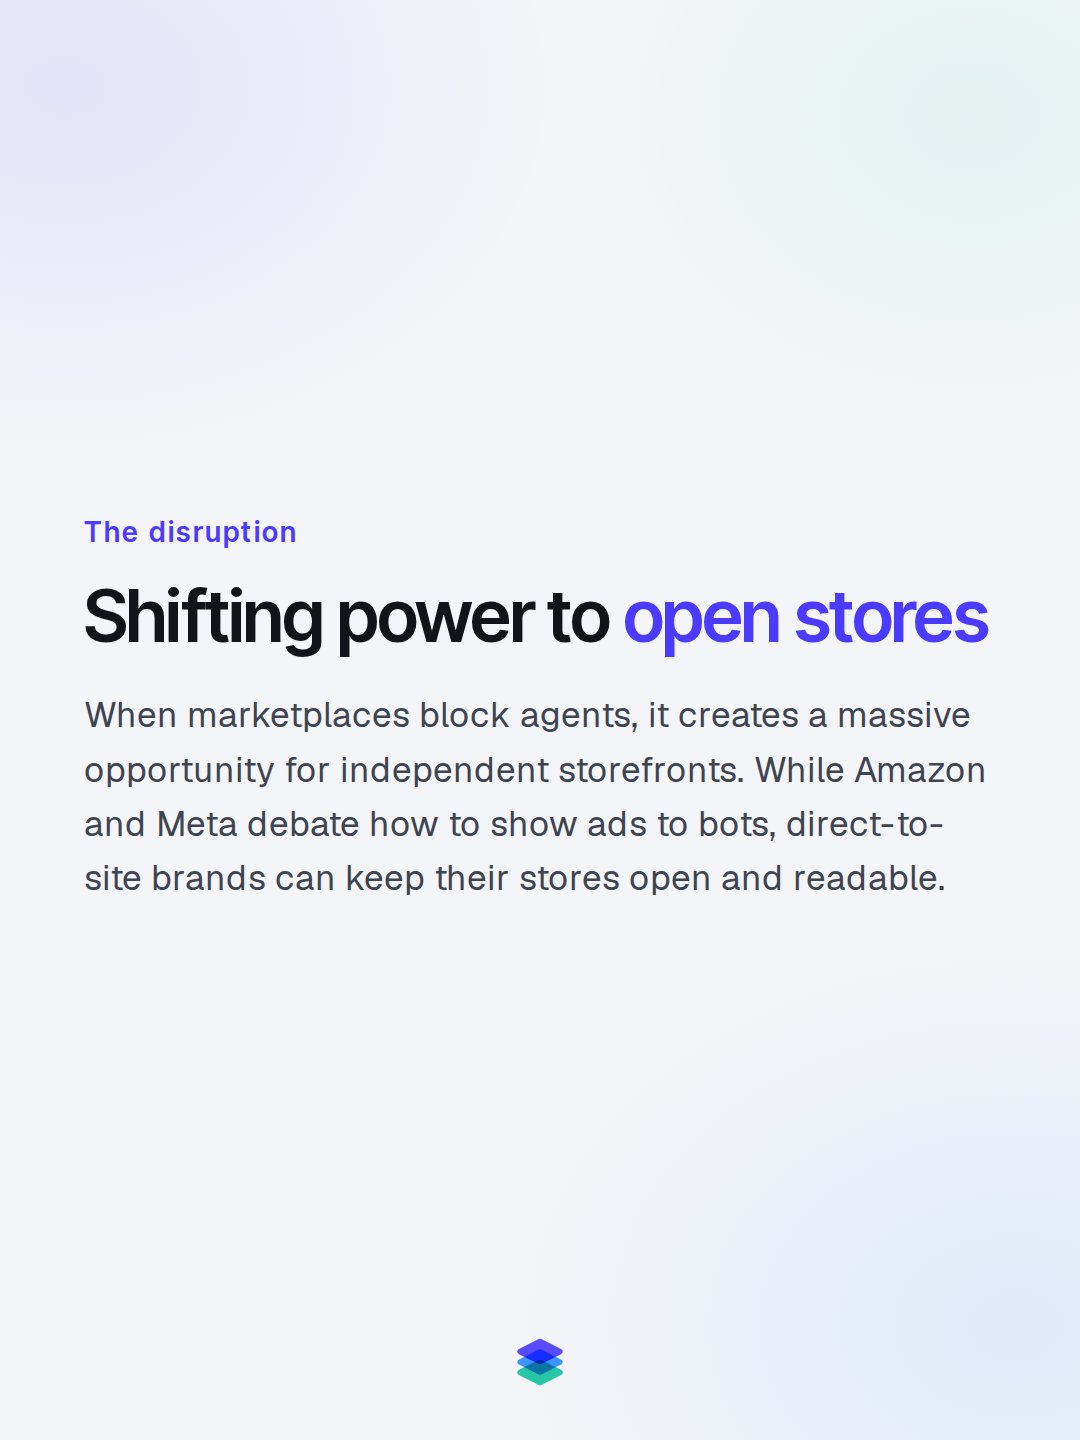 The disruption
Shifting power to open stores
When marketplaces block agents, it creates a massive
opportunity for independent storefronts. While Amazon
and Meta debate how to show ads to bots, direct-to-
site brands can keep their stores open and readable.